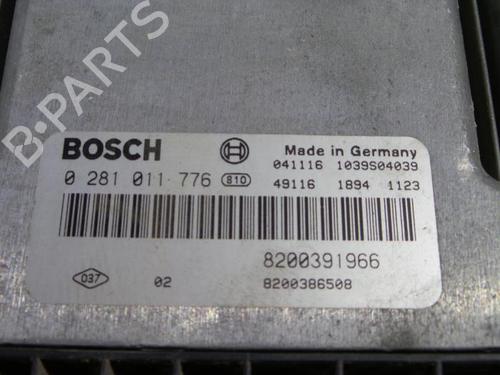 B-PARTS
BOSCH
Made in Germany
0 281 011 776 810
041116 1039S04039
49116 1894 1123
8200391966
037 02 8200386508